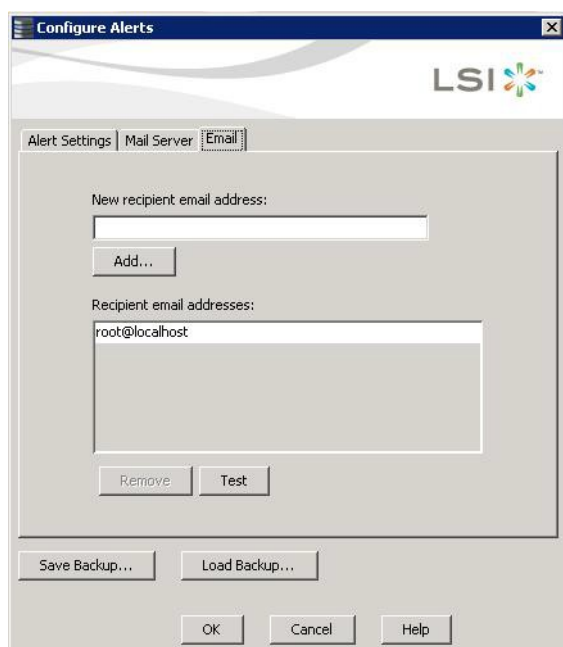 Configure Alerts
LSI
Alert Settings Mail Server Email
New recipient email address:
Add...
Recipient email addresses:
root@localhost
Remove Test
Save Backup... Load Backup...
OK Cancel Help